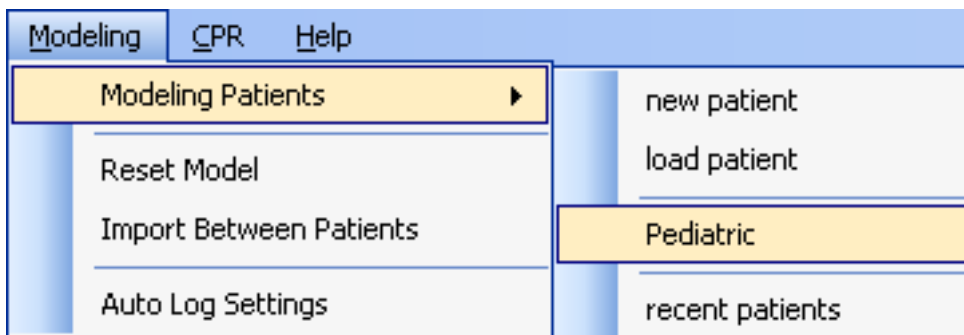 Modeling CPR Help
Modeling Patients
Reset Model
Import Between Patients
Auto Log Settings
new patient
load patient
Pediatric
recent patients